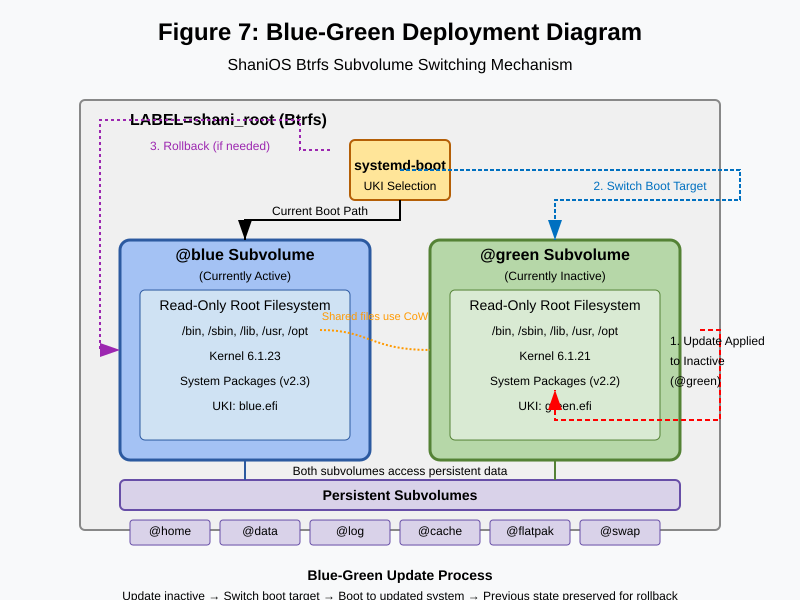 Figure 7: Blue-Green Deployment Diagram
ShaniOS Btrfs Subvolume Switching Mechanism
LABEL=shani_root (Btrfs)
3. Rollback (if needed)
systemd-boot
UKI Selection
2. Switch Boot Target
Current Boot Path
@blue Subvolume
(Currently Active)
Read-Only Root Filesystem
/bin, /sbin, /lib, /usr, /opt
Kernel 6.1.23
System Packages (v2.3)
UKI: blue.efi
Shared files use CoW
@green Subvolume
(Currently Inactive)
Read-Only Root Filesystem
/bin, /sbin, /lib, /usr, /opt
Kernel 6.1.21
System Packages (v2.2)
UKI: green.efi
1. Update Applied
to Inactive
(@green)
Both subvolumes access persistent data
Persistent Subvolumes
@home
@data
@log
@cache
@flatpak
@swap
Blue-Green Update Process
Update inactive → Switch boot target → Boot to updated system → Previous state preserved for rollback